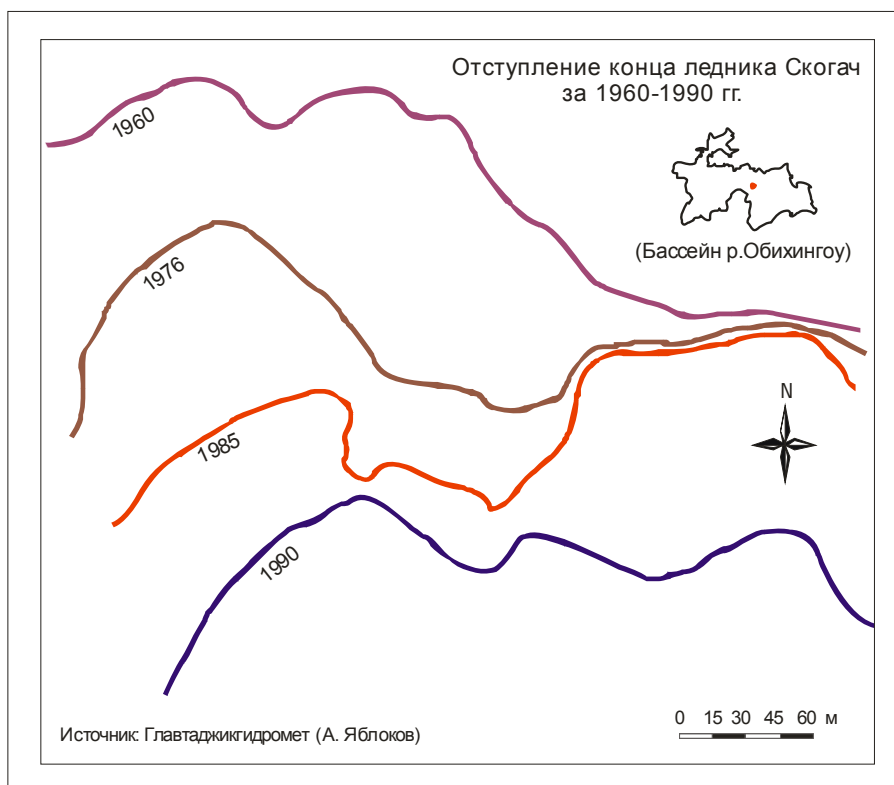 Отступление конца ледника Скогач
за 1960-1990 гг.
1960
(Бассейн р.Обихингоу)
1976
N
1985
1990
0 15 30 45 60 м
Источник: Главтаджикгидромет (А. Яблоков)